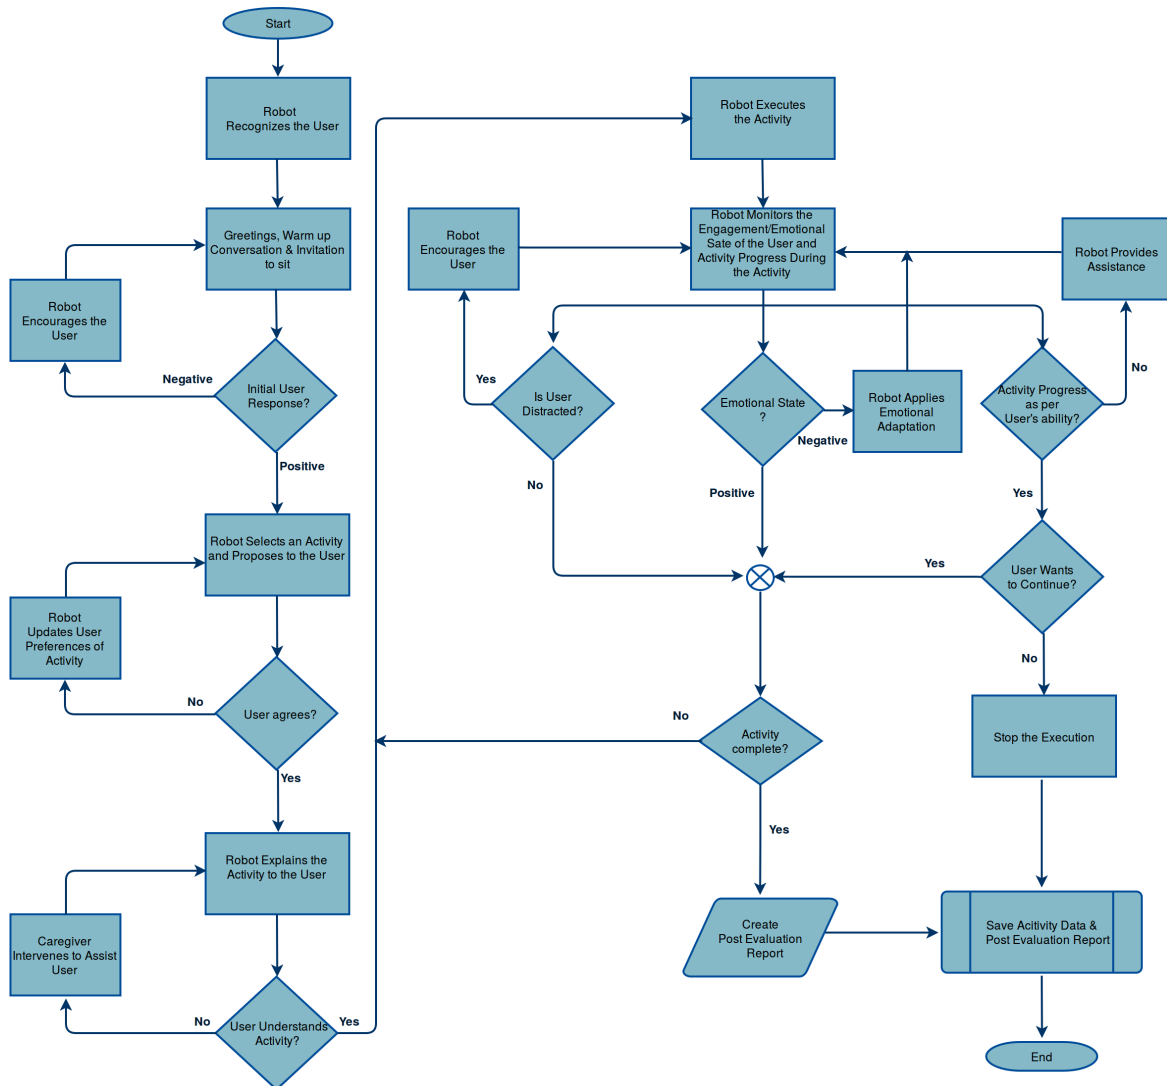 Start
Robot
Recognizes the User
Greetings, Warm up
Conversation & Invitation
to sit
Robot
Encourages the
User
Negative
Initial User
Response?
Positive
Robot Selects an Activity
and Proposes to the User
Robot
Updates User
Preferences of
Activity
No
User agrees?
Yes
Robot Explains the
Activity to the User
Caregiver
Intervenes to Assist
User
No
User Understands
Activity?
Yes
Robot Executes
the Activity
Robot Monitors the
Engagement/Emotional
Sate of the User and
Activity Progress During
the Activity
Robot
Encourages the
User
Robot Provides
Assistance
Yes
Is User
Distracted?
No
Emotional State
?
Negative
Positive
Robot Applies
Emotional
Adaptation
Activity Progress
as per
User's ability?
No
Yes
User Wants
to Continue?
Yes
No
Activity
complete?
No
Yes
Stop the Execution
Create
Post Evaluation
Report
Save Acitivity Data &
Post Evaluation Report
End